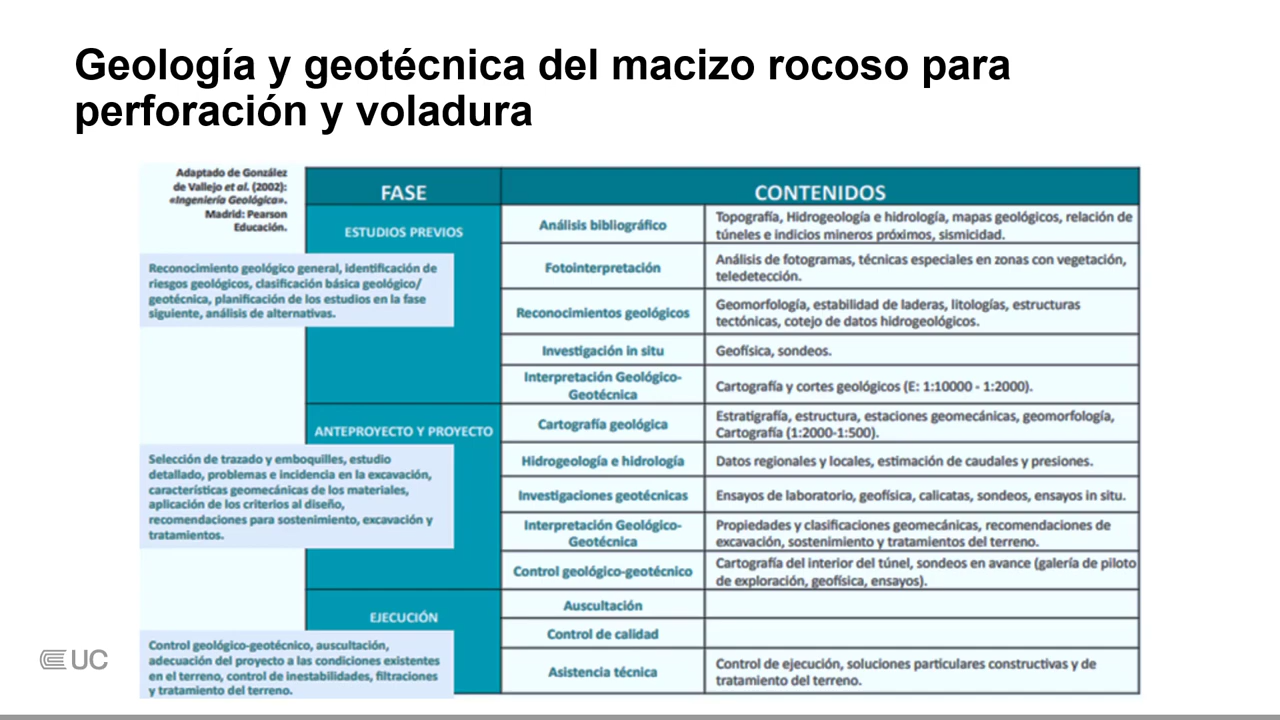 Geología y geotécnica del macizo rocoso para
perforación y voladura
Adaptado de González
de Vallejo et al. (2002):
«Ingeniería Geológica».
Madrid: Pearson
Educación.
FASE
CONTENIDOS
ESTUDIOS PREVIOS
Reconocimiento geológico general, identificación de
riesgos geológicos, clasificación básica geológico/
geotécnica, planificación de los estudios en la fase
siguiente, análisis de alternativas.
Análisis bibliográfico
Topografía, Hidrogeología e hidrología, mapas geológicos, relación de
túneles e indicios mineros próximos, sismicidad.
Fotointerpretación
Análisis de fotogramas, técnicas especiales en zonas con vegetación,
teledetección.
Reconocimientos geológicos
Geomorfología, estabilidad de laderas, litologías, estructuras
tectónicas, cotejo de datos hidrogeológicos.
Investigación in situ
Geofísica, sondeos.
Interpretación Geológico-
Geotécnica
Cartografía y cortes geológicos (E: 1:10000 - 1:2000).
ANTEPROYECTO Y PROYECTO
Selección de trazado y emboquilles, estudio
detallado, problemas e incidencia en la excavación,
características geomecánicas de los materiales,
aplicación de los criterios al diseño,
recomendaciones para sostenimiento, excavación y
tratamientos.
Cartografía geológica
Estratigrafía, estructura, estaciones geomecánicas, geomorfología,
Cartografía (1:2000-1:500).
Hidrogeología e hidrología
Datos regionales y locales, estimación de caudales y presiones.
Investigaciones geotécnicas
Ensayos de laboratorio, geofísica, calicatas, sondeos, ensayos in situ.
Interpretación Geológico-
Geotécnica
Propiedades y clasificaciones geomecánicas, recomendaciones de
excavación, sostenimiento y tratamientos del terreno.
Control geológico-geotécnico
Cartografía del interior del túnel, sondeos en avance (galería de piloto
de exploración, geofísica, ensayos).
EJECUCIÓN
Control geológico-geotécnico, auscultación,
adecuación del proyecto a las condiciones existentes
en el terreno, control de inestabilidades, filtraciones
y tratamiento del terreno.
Auscultación
Control de calidad
Asistencia técnica
Control de ejecución, soluciones particulares constructivas y de
tratamiento del terreno.
UC